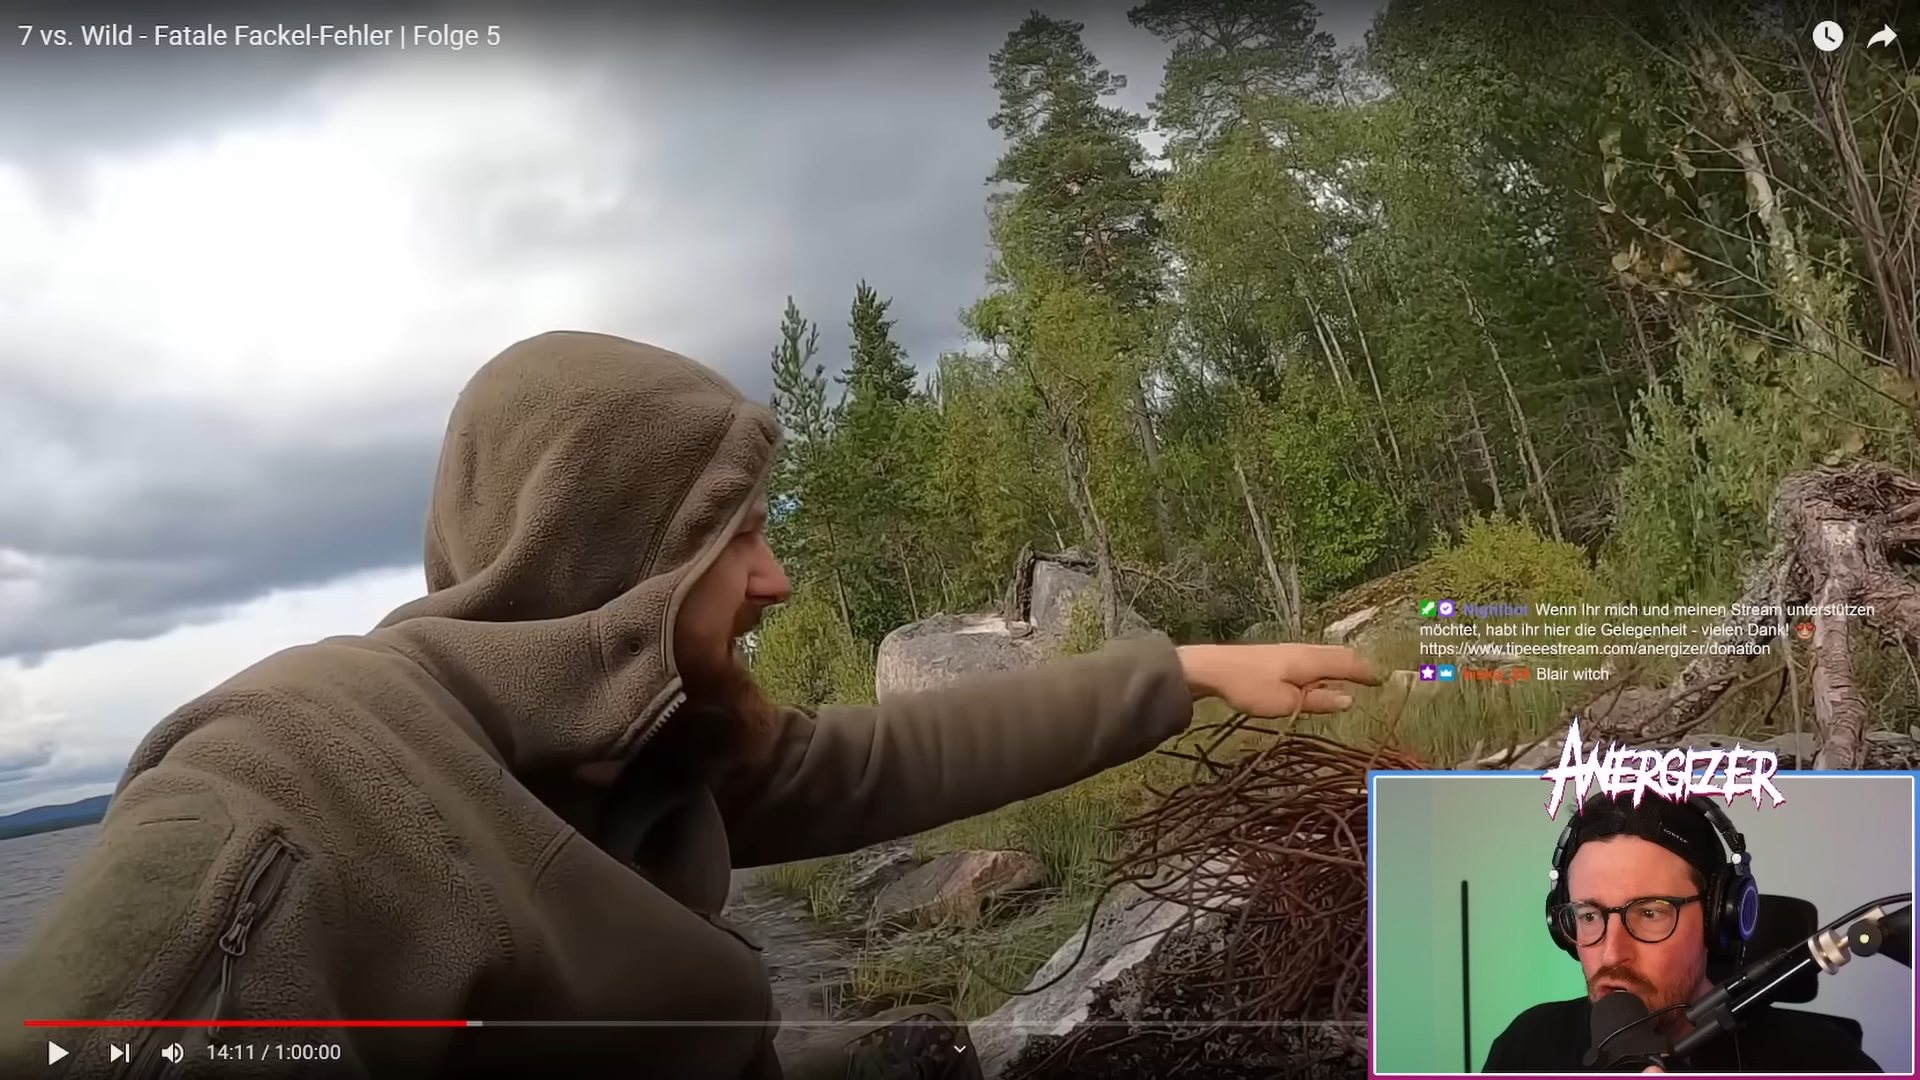 7 vs. Wild - Fatale Fackel-Fehler | Folge 5
Nightbot Wenn Ihr mich und meinen Stream unterstützen
möchtet, habt ihr hier die Gelegenheit - vielen Dank!
https://www.tipeeestream.com/anergizer/donation
Blair witch
ANERGIZER
14:11 / 1:00:00